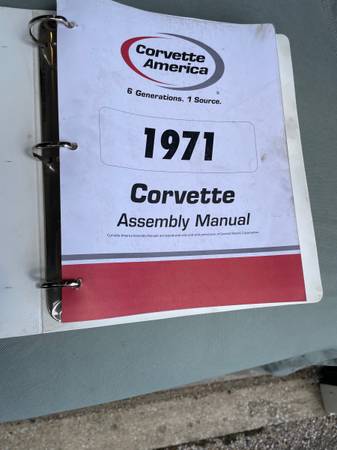 Corvette
America
6 Generations. 1 Source.
1971
Corvette
Assembly Manual